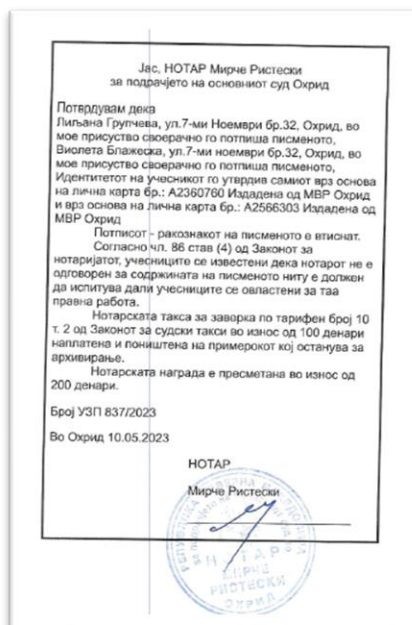 Јас, НОТАР Мирче Ристески
за подрачјето на основниот суд Охрид
Потврдувам дека
Лиљана Групчева, ул.7-ми Ноември бр.32, Охрид, во
мое присуство своерачно го потпиша писменото,
Виолета Блажеска, ул.7-ми ноември бр.32, Охрид, во
мое присуство своерачно го потпиша писменото,
Идентитетот на учесникот го утврдив самиот врз основа
на лична карта бр.: А2360760 Издадена од МВР Охрид
и врз основа на лична карта бр.: А2566303 Издадена од
МВР Охрид
Потписот - ракознакот на писменото е втиснат.
Согласно чл. 86 став (4) од Законот за
нотаријатот, учесниците се известени дека нотарот не е
одговорен за содржината на писменото ниту е должен
да испитува дали учесниците се овластени за таа
правна работа.
Нотарската такса за заверка по тарифен број 10
т. 2 од Законот за судски такси во износ од 100 денари
наплатена и поништена на примерокот кој останува за
архивирање.
Нотарската награда е пресметана во износ од
200 денари.
Број УЗП 837/2023
Во Охрид 10.05.2023
НОТАР
Мирче Ристески
НОТАР
МИРЧЕ
РИСТЕСКИ
ОХРИД